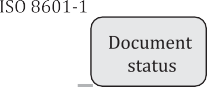 ISO 8601-1
Document
status